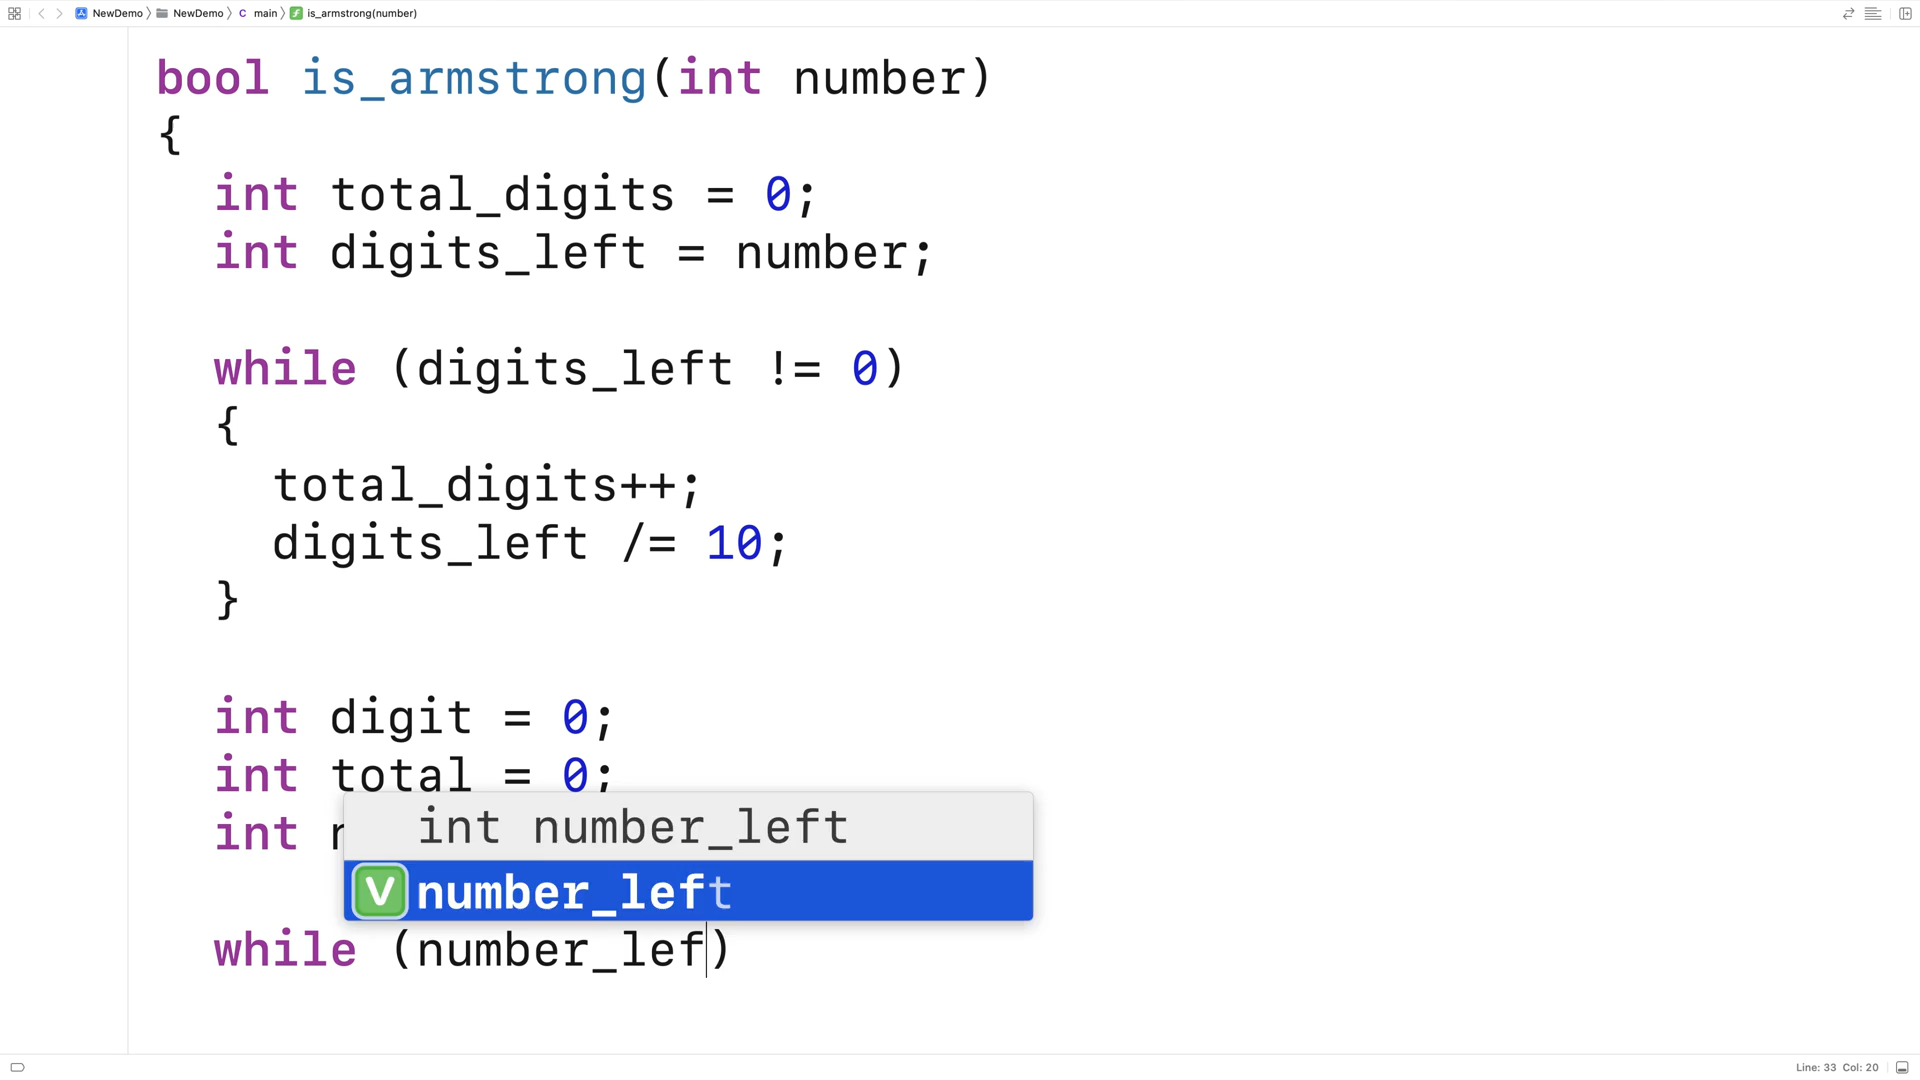 NewDemo NewDemo C main f is_armstrong(number)
bool is_armstrong(int number)
{
int total_digits = 0;
int digits_left = number;
while (digits_left != 0)
{
total_digits++;
digits_left /= 10;
}
int digit = 0;
int total = 0;
int
int number_left
V number_left
while (number_lef)
Line: 33 Col: 20